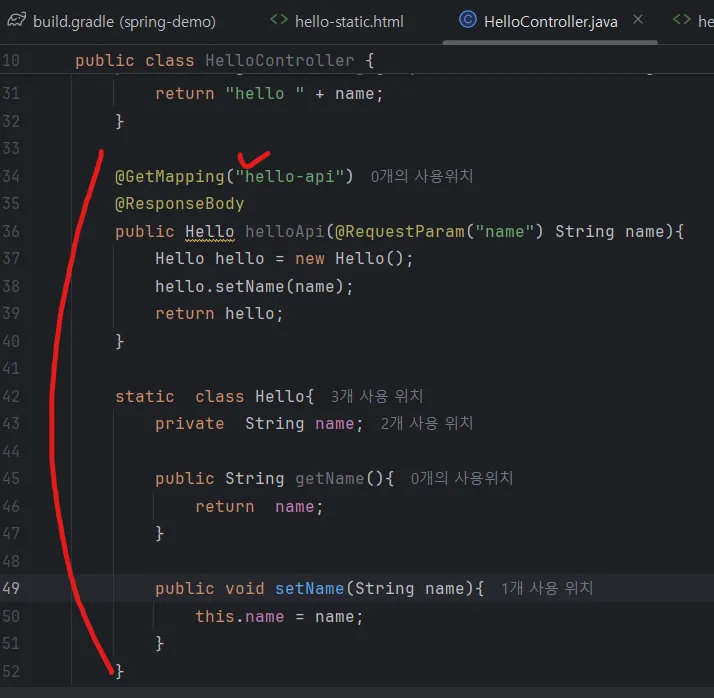 build.gradle (spring-demo) hello-static.html HelloController.java he
10 public class HelloController {
31 return "hello " + name;
32 }
33
34 @GetMapping("hello-api") 0개의 사용위치
35 @ResponseBody
36 public Hello helloApi(@RequestParam("name") String name){
37 Hello hello = new Hello();
38 hello.setName(name);
39 return hello;
40 }
41
42 static class Hello{ 3개 사용 위치
43 private String name; 2개 사용 위치
44
45 public String getName(){ 0개의 사용위치
46 return name;
47 }
48
49 public void setName(String name){ 1개 사용 위치
50 this.name = name;
51 }
52 }